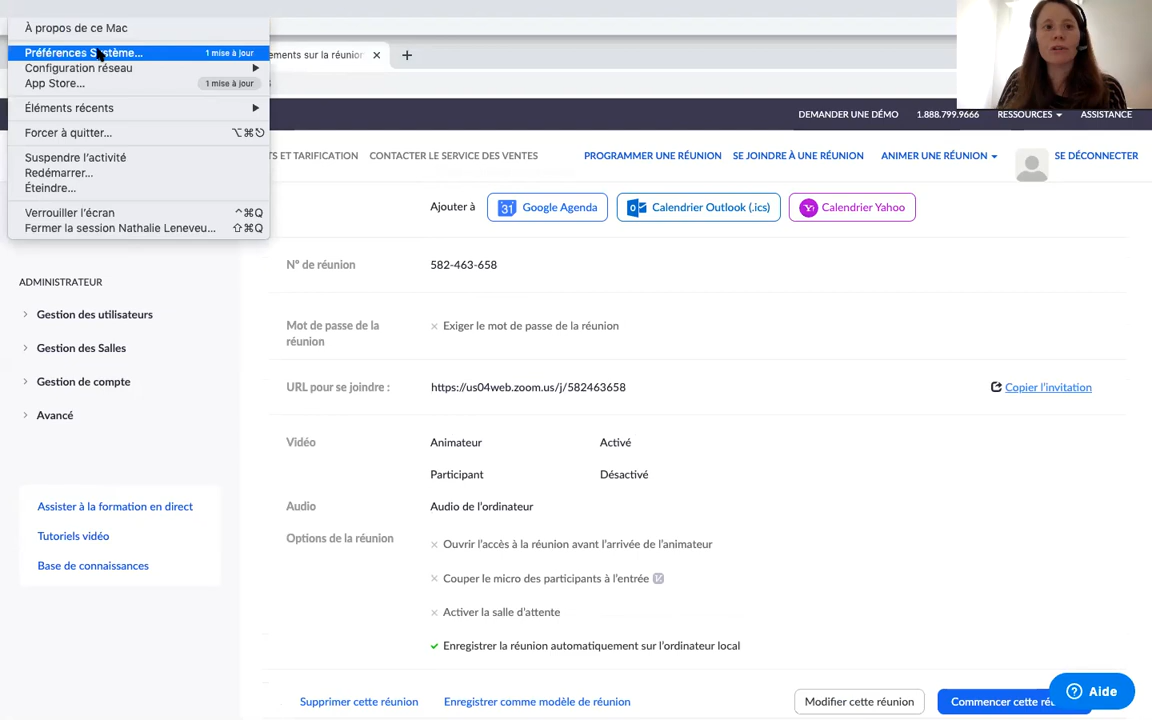 À propos de ce Mac
Préférences Système... 1 mise à jour
Configuration réseau
App Store... 1 mise à jour
Éléments récents
Forcer à quitter... ⌥⌘⎋
Suspendre l'activité
Redémarrer...
Éteindre...
Verrouiller l'écran ^⌘Q
Fermer la session Nathalie Leneveu... ⇧⌘Q
ements sur la réunion
DEMANDER UNE DÉMO 1.888.799.9666 RESSOURCES ASSISTANCE
TS ET TARIFICATION CONTACTER LE SERVICE DES VENTES PROGRAMMER UNE RÉUNION SE JOINDRE À UNE RÉUNION ANIMER UNE RÉUNION SE DÉCONNECTER
Ajouter à 31 Google Agenda Calendrier Outlook (.ics) Calendrier Yahoo
ADMINISTRATEUR
Gestion des utilisateurs
Gestion des Salles
Gestion de compte
Avancé
Assister à la formation en direct
Tutoriels vidéo
Base de connaissances
N° de réunion 582-463-658
Mot de passe de la réunion Exiger le mot de passe de la réunion
URL pour se joindre : https://us04web.zoom.us/j/582463658 Copier l'invitation
Vidéo Animateur Activé
Participant Désactivé
Audio Audio de l'ordinateur
Options de la réunion Ouvrir l'accès à la réunion avant l'arrivée de l'animateur
Couper le micro des participants à l'entrée
Activer la salle d'attente
Enregistrer la réunion automatiquement sur l'ordinateur local
Supprimer cette réunion Enregistrer comme modèle de réunion Modifier cette réunion Commencer cette
Aide